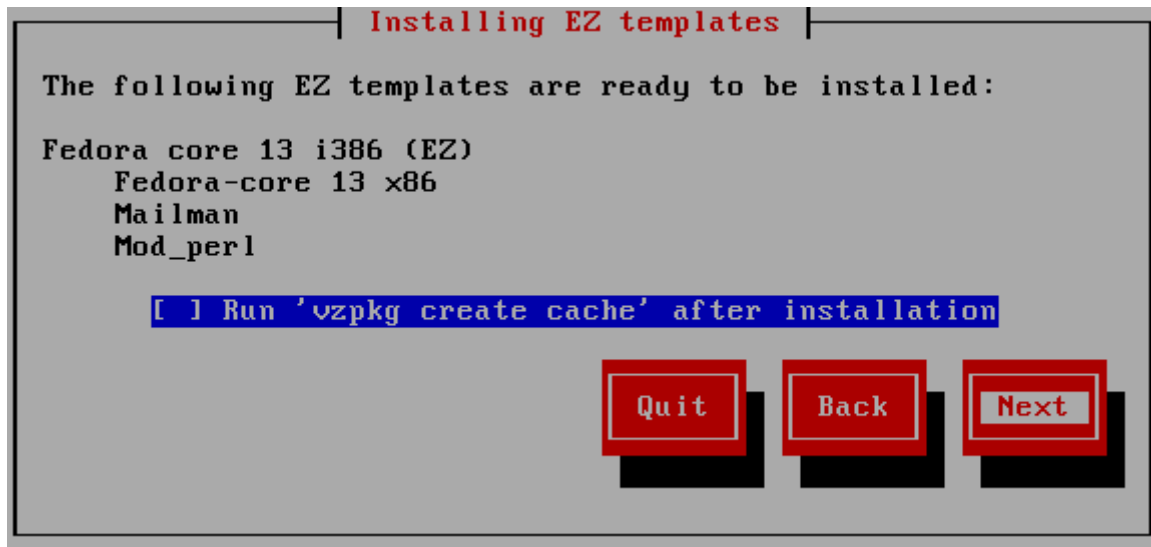 Installing EZ templates
The following EZ templates are ready to be installed:
Fedora core 13 i386 (EZ)
Fedora-core 13 x86
Mailman
Mod_perl
[ ] Run 'vzpkg create cache' after installation
Quit Back Next